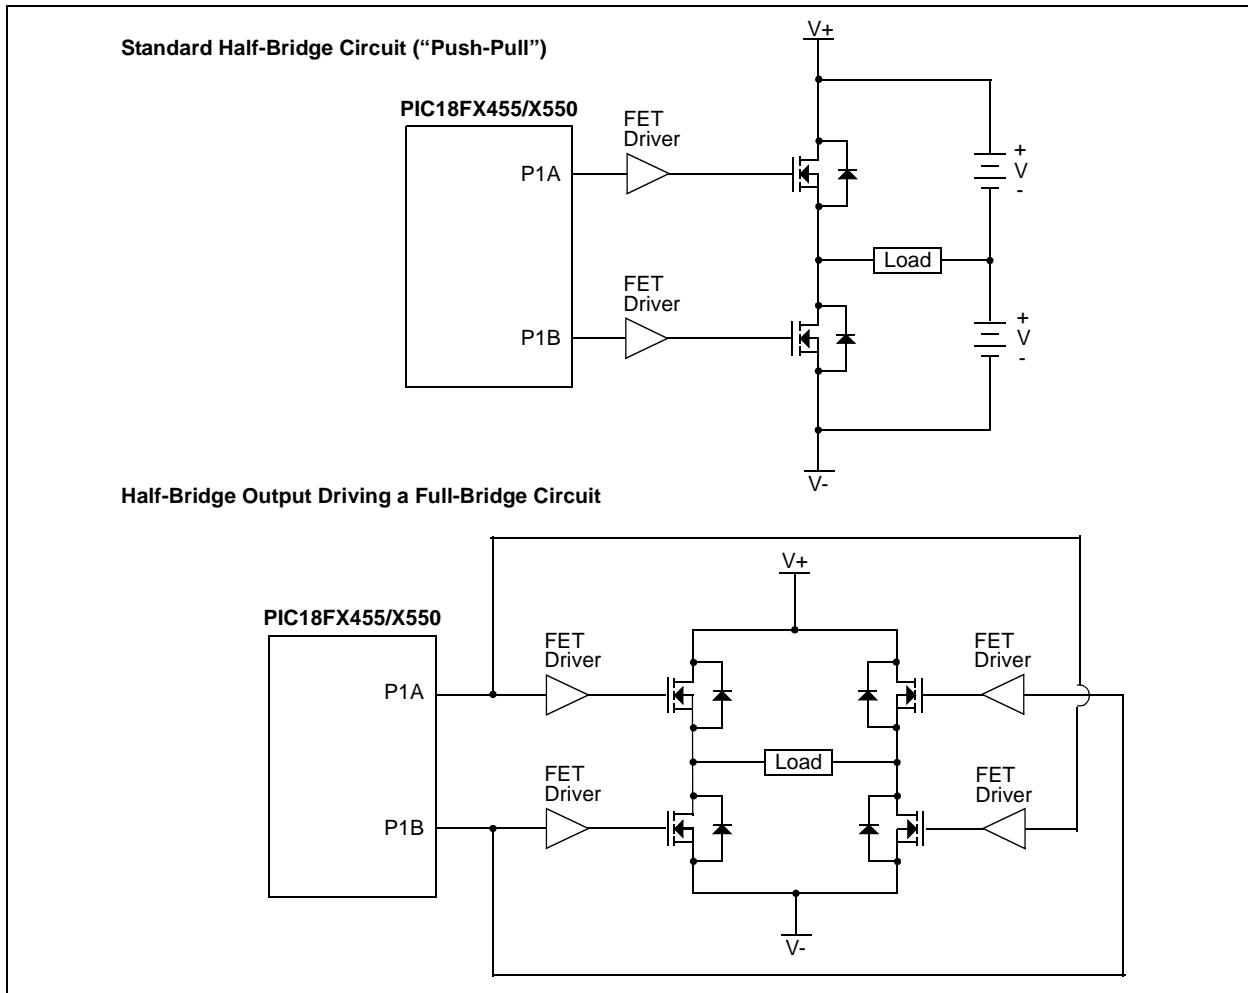 Standard Half-Bridge Circuit (“Push-Pull”)
V+
PIC18FX455/X550
FET
Driver
P1A
+
V
-
Load
FET
Driver
P1B
+
V
-
V-
Half-Bridge Output Driving a Full-Bridge Circuit
V+
PIC18FX455/X550
FET
Driver
FET
Driver
P1A
Load
FET
Driver
FET
Driver
P1B
V-